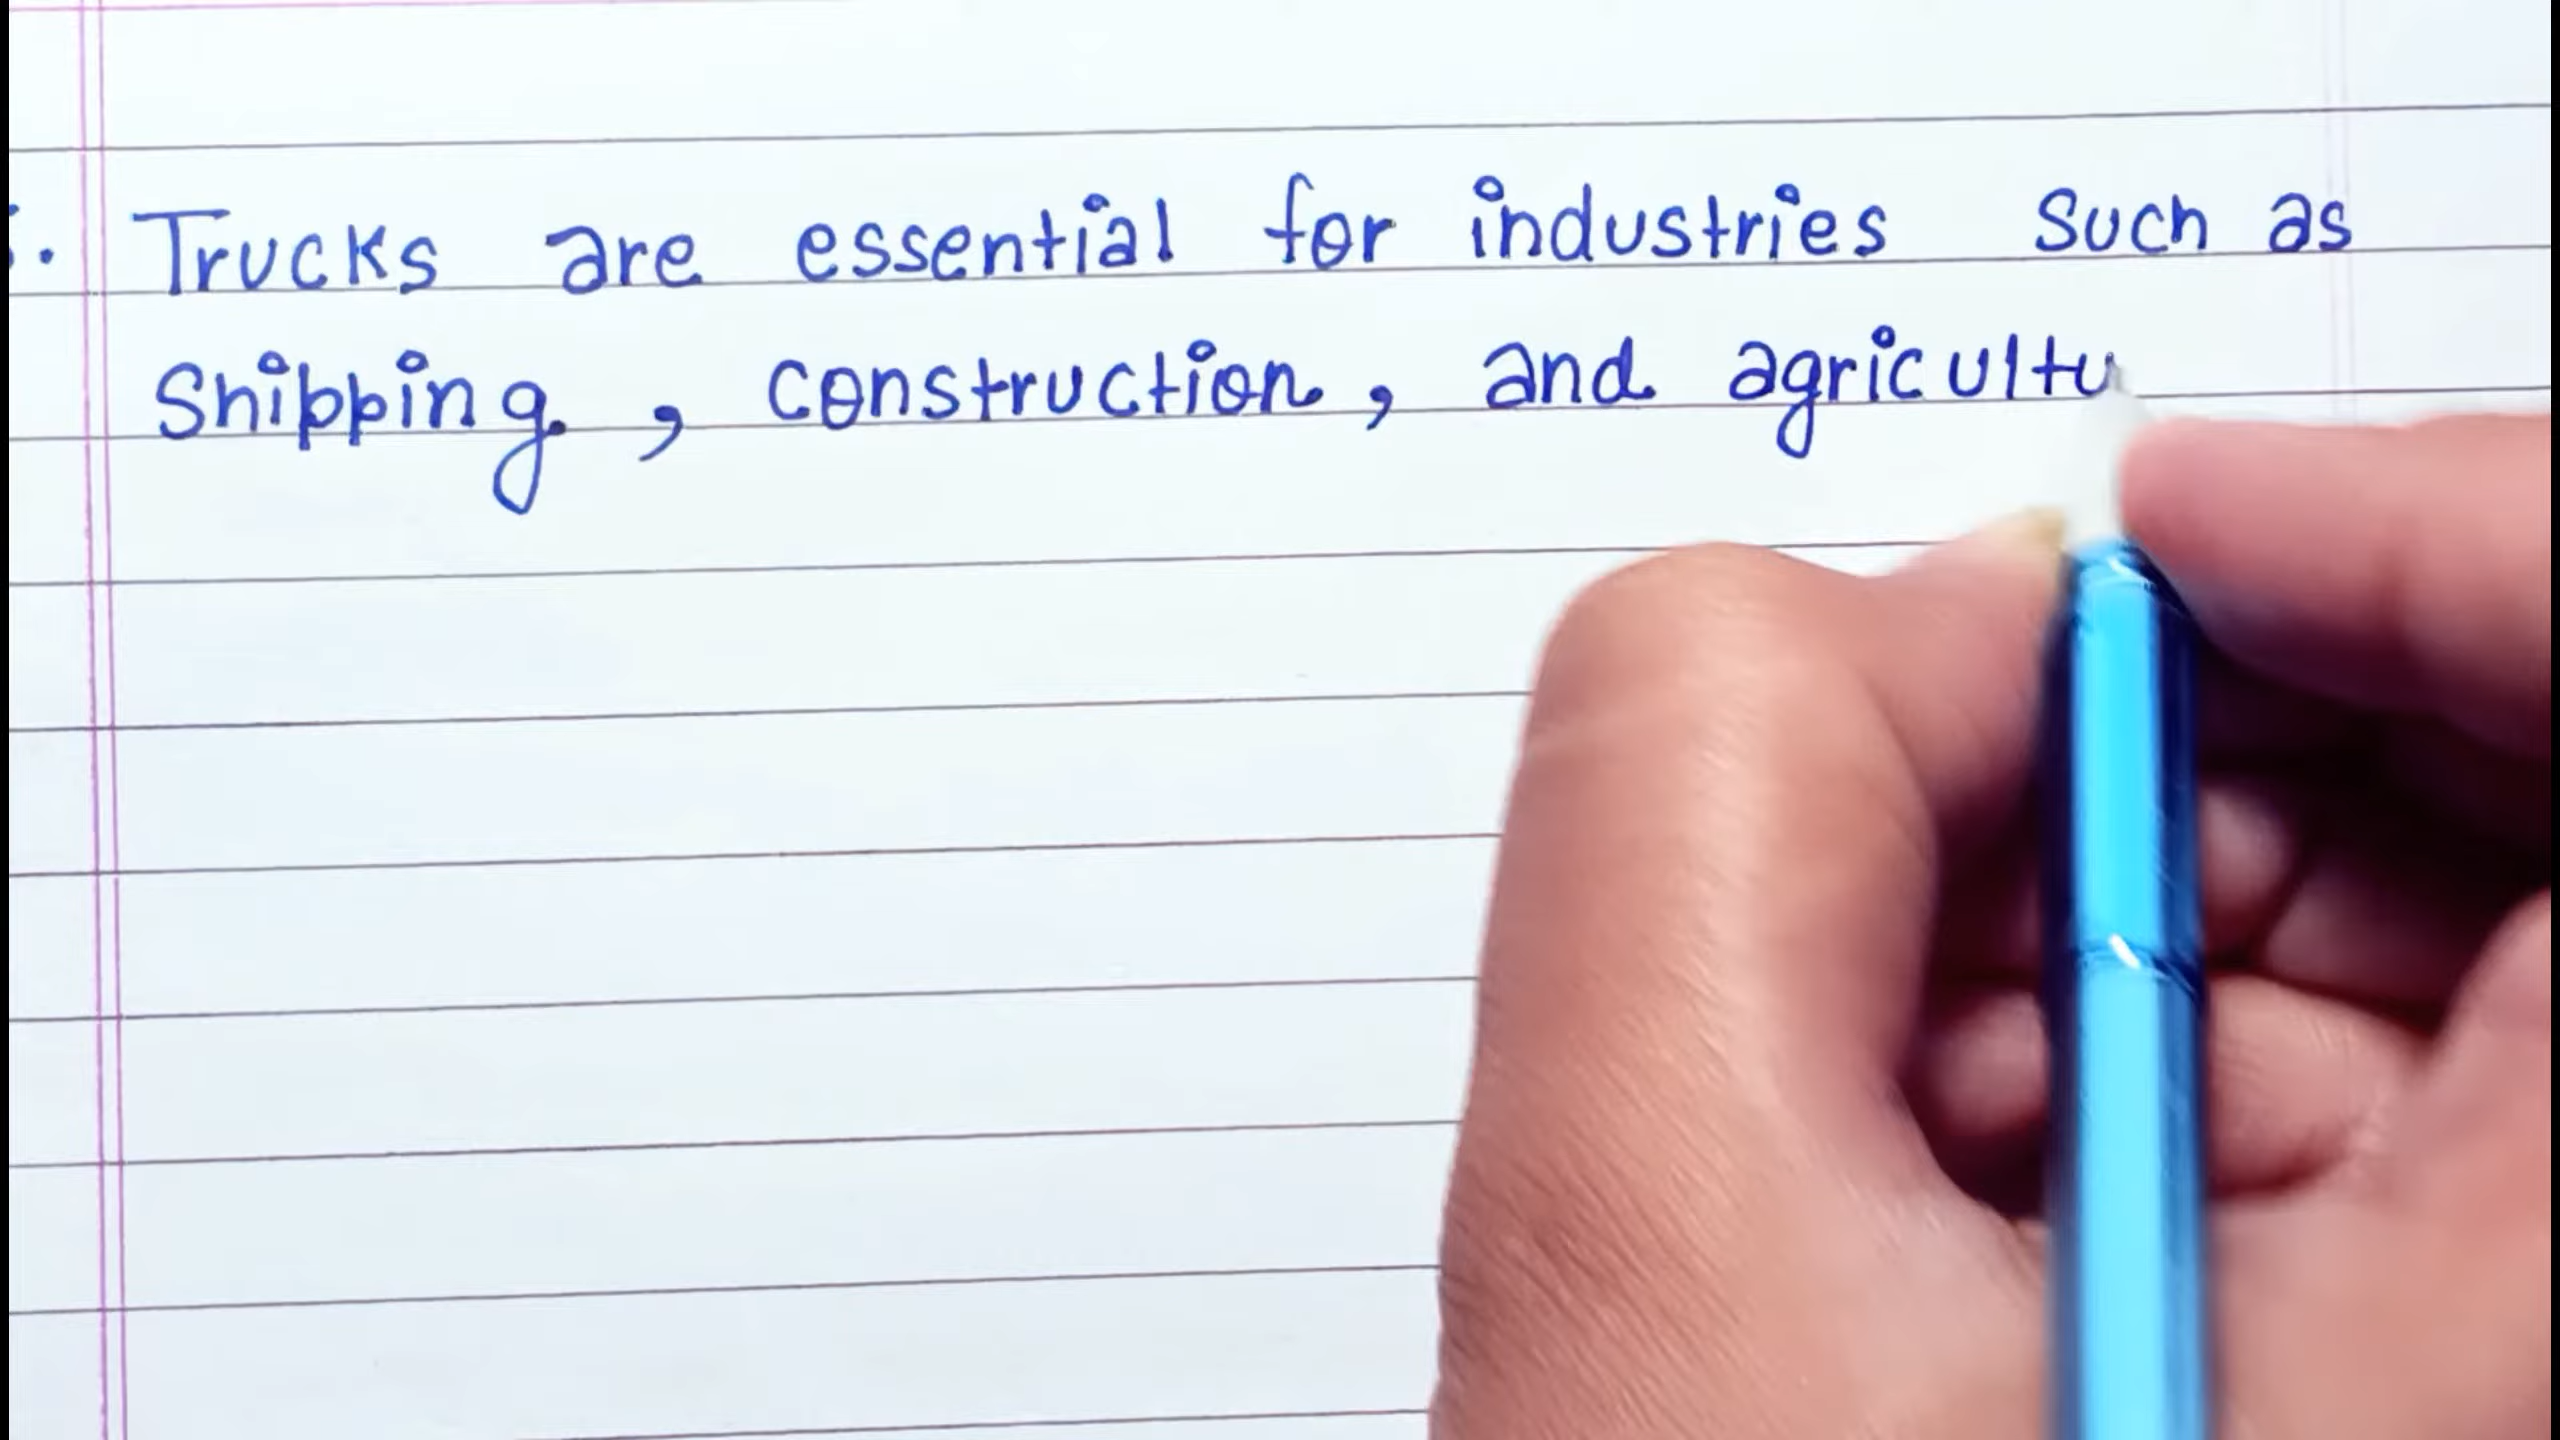 . Trucks are essential for industries such as
Shipping, construction, and agricultu